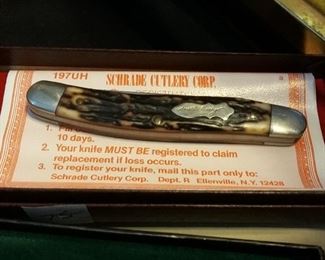 197UH
SCHRADE CUTLERY CORP.
1.
10 days.
2. Your knife MUST BE registered to claim
replacement if loss occurs.
3. To register your knife, mail this part only to:
Schrade Cutlery Corp. Dept. R Ellenville, N.Y. 12428